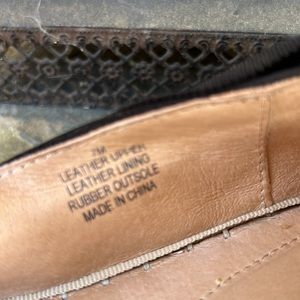 7M
LEATHER UPPER
LEATHER LINING
RUBBER OUTSOLE
MADE IN CHINA